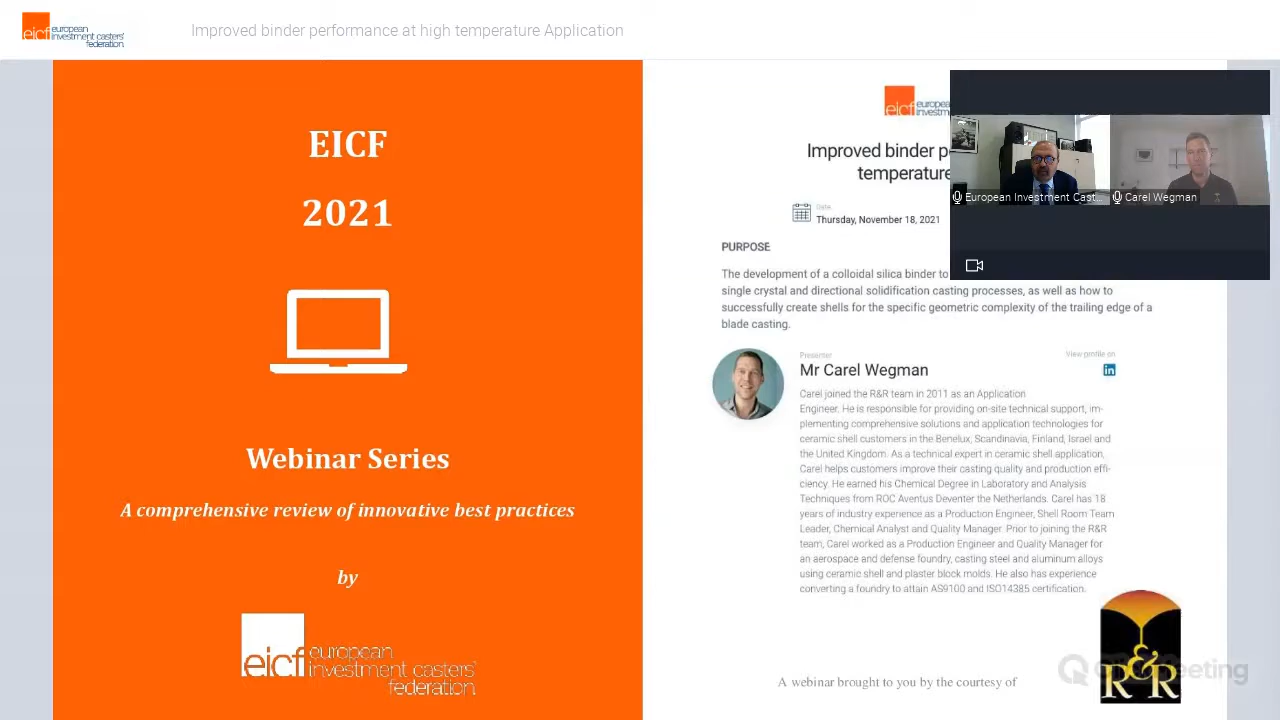 eicf european
investment casters'
federation.
Improved binder performance at high temperature Application
EICF
2021
Webinar Series
A comprehensive review of innovative best practices
by
eicf european
investment casters'
federation.
eicf
Improved binder
temperature
Date
Thursday, November 18, 2021
European Investment Cast...
Carel Wegman
PURPOSE
The development of a colloidal silica binder to
single crystal and directional solidification casting processes, as well as how to
successfully create shells for the specific geometric complexity of the trailing edge of a
blade casting.
Presenter
View profile on
Mr Carel Wegman
in
Carel joined the R&R team in 2011 as an Application
Engineer. He is responsible for providing on-site technical support, im-
plementing comprehensive solutions and application technologies for
ceramic shell customers in the Benelux, Scandinavia, Finland, Israel and
the United Kingdom. As a technical expert in ceramic shell application,
Carel helps customers improve their casting quality and production effi-
ciency. He earned his Chemical Degree in Laboratory and Analysis
Techniques from ROC Aventus Deventer the Netherlands. Carel has 18
years of industry experience as a Production Engineer, Shell Room Team
Leader, Chemical Analyst and Quality Manager. Prior to joining the R&R
team, Carel worked as a Production Engineer and Quality Manager for
an aerospace and defense foundry, casting steel and aluminum alloys
using ceramic shell and plaster block molds. He also has experience
converting a foundry to attain AS9100 and ISO14385 certification.
A webinar brought to you by the courtesy of
R&R